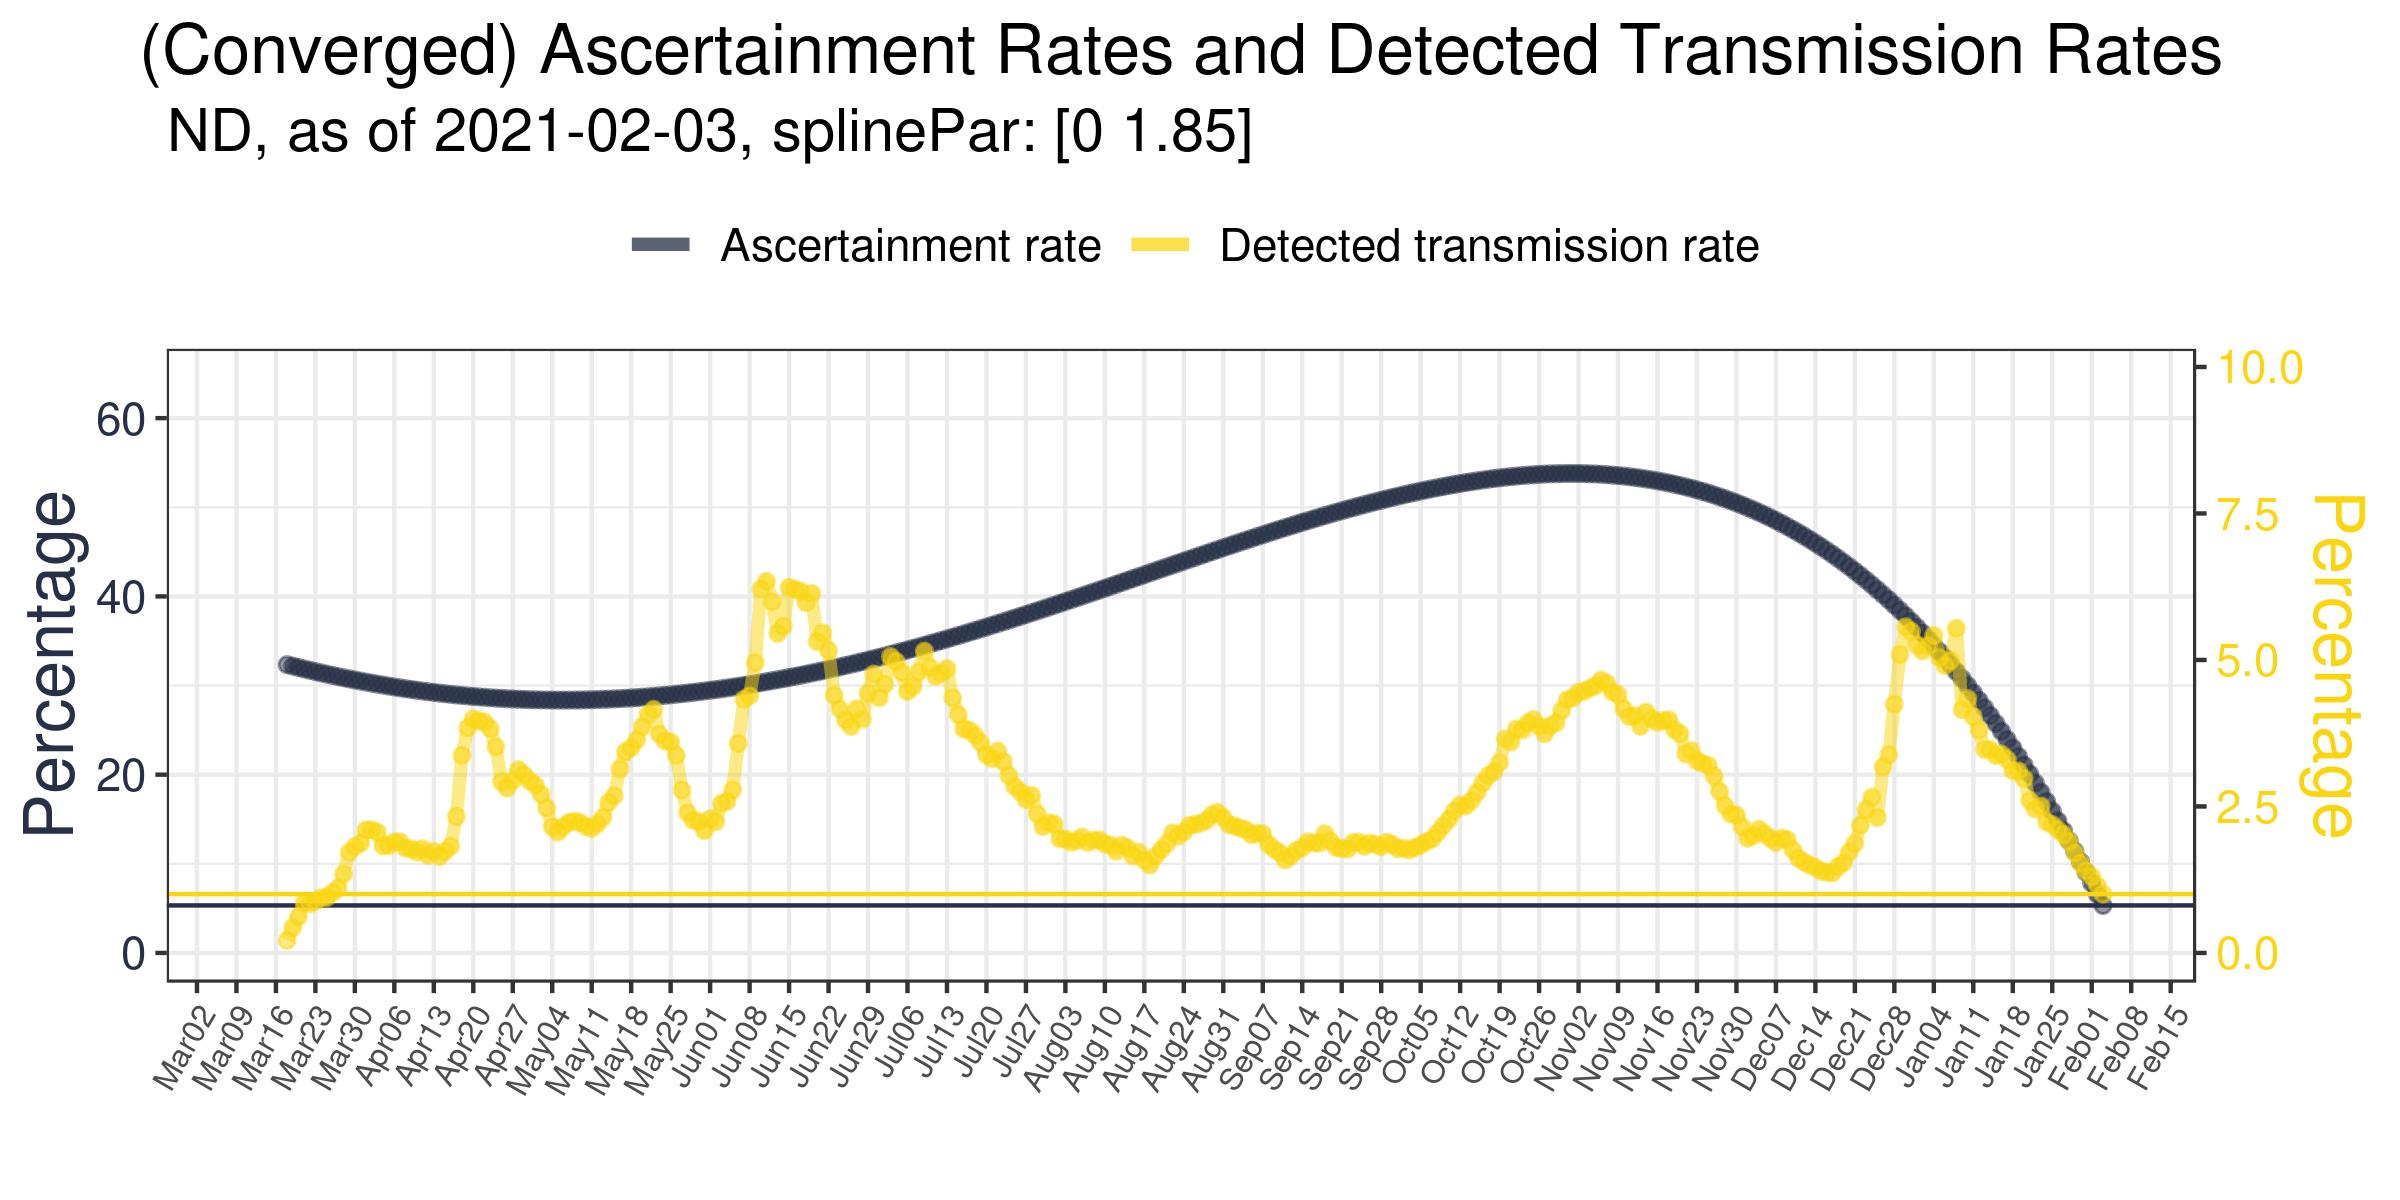 (Converged) Ascertainment Rates and Detected Transmission Rates
ND, as of 2021-02-03, splinePar: [0 1.85]
Ascertainment rate
Detected transmission rate
Percentage
60
40
20
0
10.0
7.5
5.0
2.5
0.0
Percentage
Mar02
Mar09
Mar16
Mar23
Mar30
Apr06
Apr13
Apr20
Apr27
May04
May11
May18
May25
Jun01
Jun08
Jun15
Jun22
Jun29
Jul06
Jul13
Jul20
Jul27
Aug03
Aug10
Aug17
Aug24
Aug31
Sep07
Sep14
Sep21
Sep28
Oct05
Oct12
Oct19
Oct26
Nov02
Nov09
Nov16
Nov23
Nov30
Dec07
Dec14
Dec21
Dec28
Jan04
Jan11
Jan18
Jan25
Feb01
Feb08
Feb15